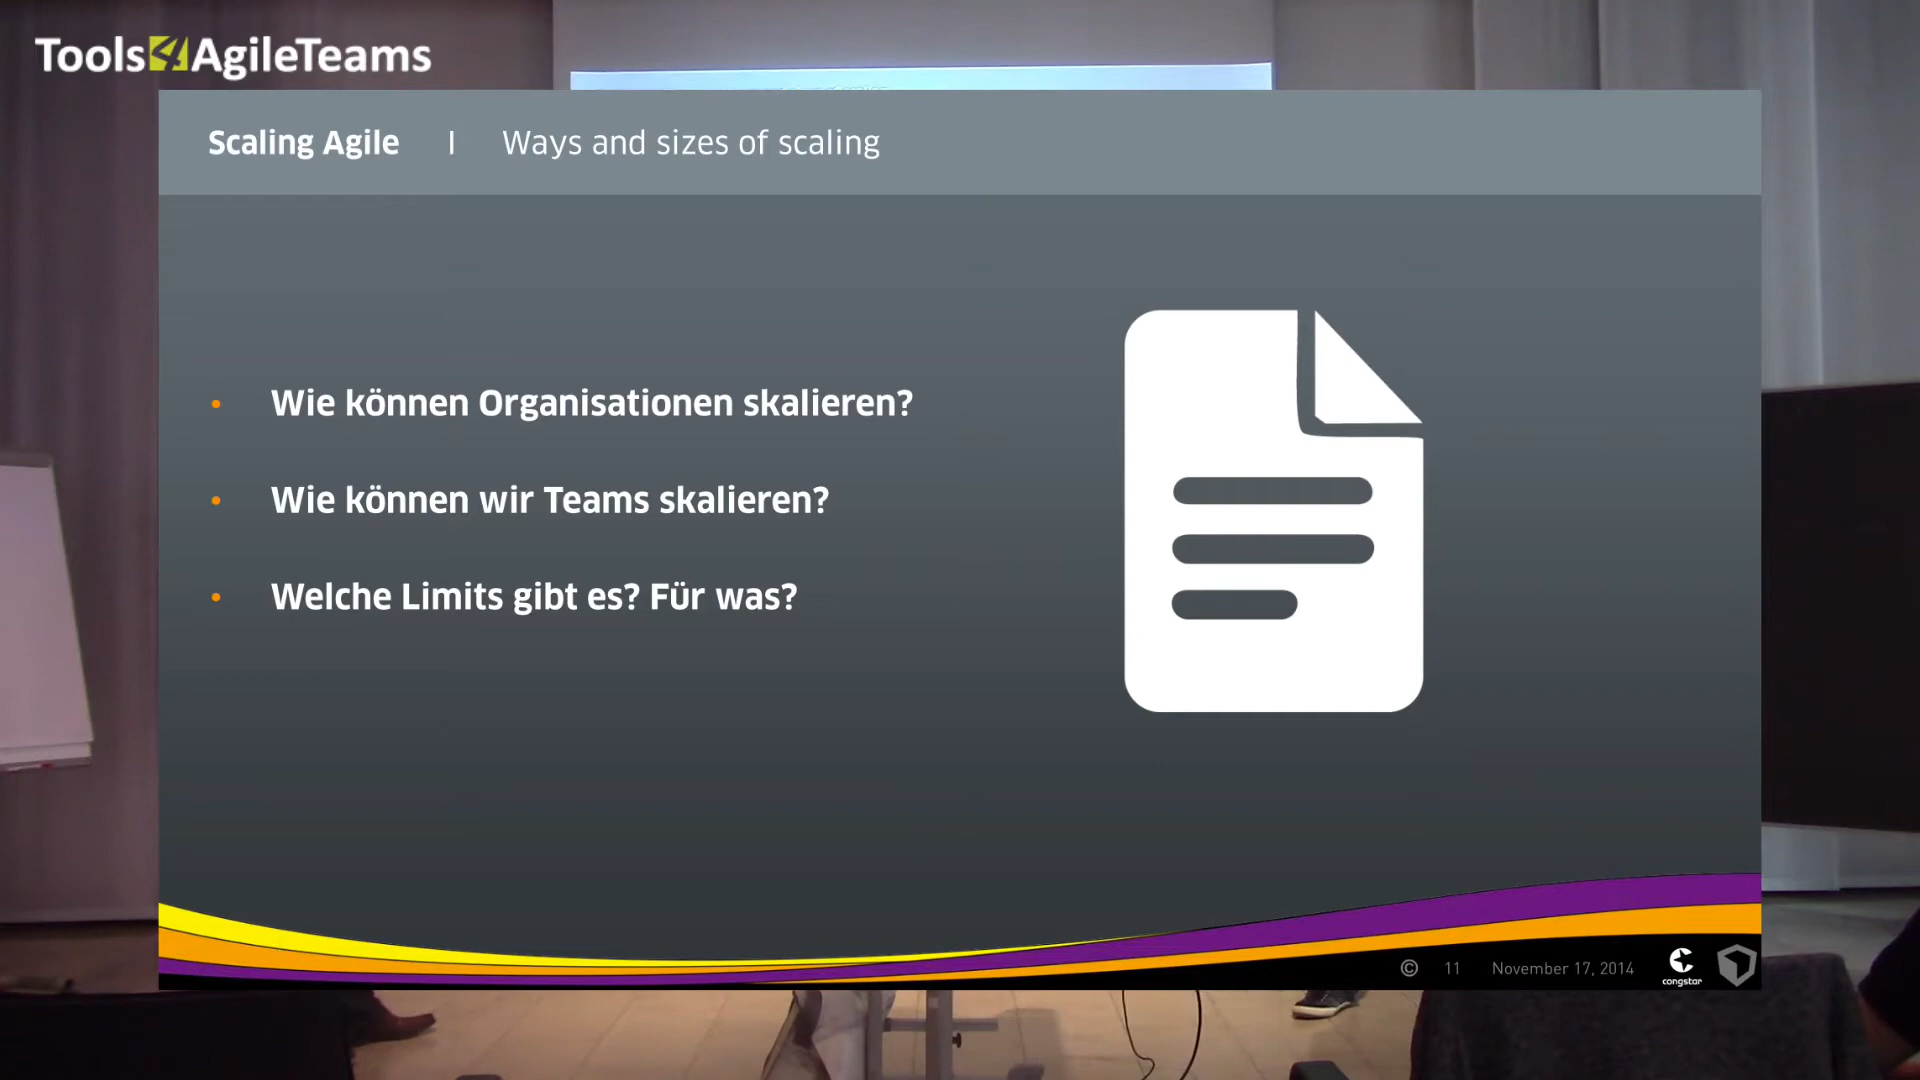 Tools4AgileTeams
Scaling Agile | Ways and sizes of scaling
• Wie können Organisationen skalieren?
• Wie können wir Teams skalieren?
• Welche Limits gibt es? Für was?
© 11 November 17, 2014
congstar